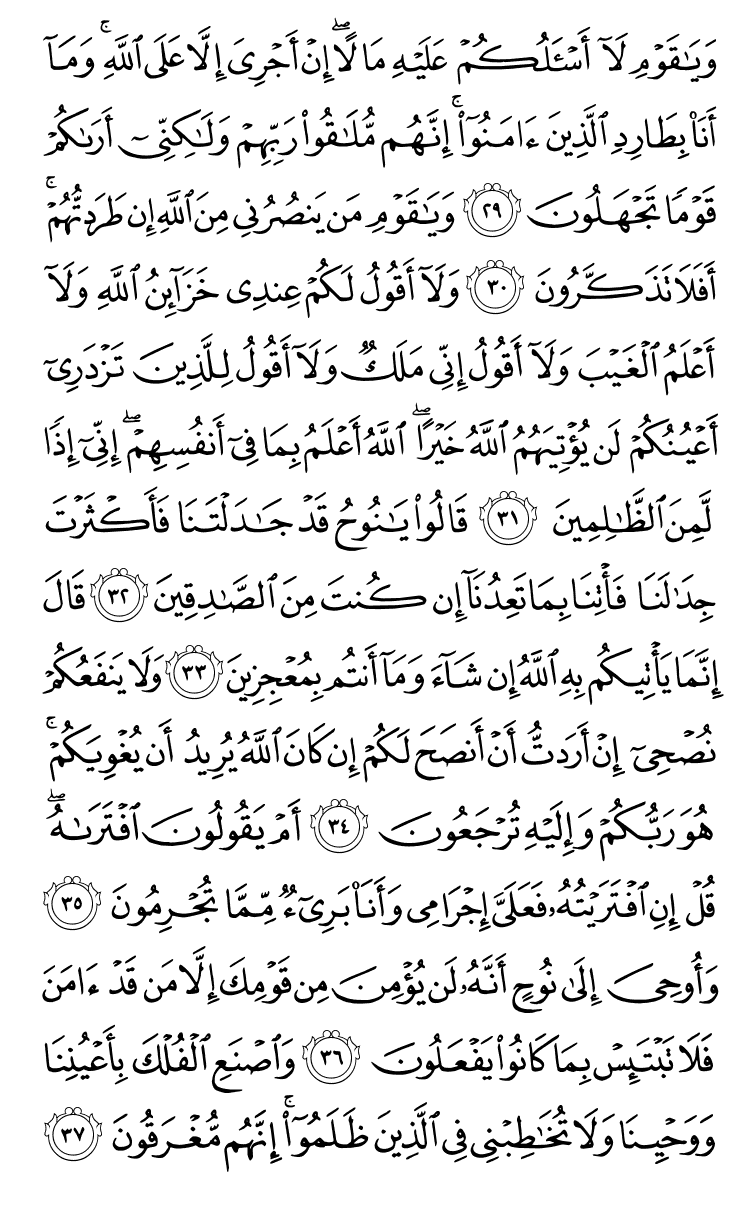 وَيَٰقَوْمِ لَآ أَسْـَٔلُكُمْ عَلَيْهِ مَالًاۖ إِنْ أَجْرِىَ إِلَّا عَلَى ٱللَّهِۚ وَمَآ
أَنَا۠ بِطَارِدِ ٱلَّذِينَ ءَامَنُوٓا۟ۚ إِنَّهُم مُّلَٰقُوا۟ رَبِّهِمْ وَلَٰكِنِّىٓ أَرَىٰكُمْ
قَوْمًا تَجْهَلُونَ ٢٩ وَيَٰقَوْمِ مَن يَنصُرُنِى مِنَ ٱللَّهِ إِن طَرَدتُّهُمْۚ
أَفَلَا تَذَكَّرُونَ ٣٠ وَلَآ أَقُولُ لَكُمْ عِندِى خَزَآئِنُ ٱللَّهِ وَلَآ
أَعْلَمُ ٱلْغَيْبَ وَلَآ أَقُولُ إِنِّى مَلَكٌ وَلَآ أَقُولُ لِلَّذِينَ تَزْدَرِىٓ
أَعْيُنُكُمْ لَن يُؤْتِيَهُمُ ٱللَّهُ خَيْرًاۖ ٱللَّهُ أَعْلَمُ بِمَا فِىٓ أَنفُسِهِمْۖ إِنِّىٓ إِذًا
لَّمِنَ ٱلظَّٰلِمِينَ ٣١ قَالُوا۟ يَٰنُوحُ قَدْ جَٰدَلْتَنَا فَأَكْثَرْتَ
جِدَٰلَنَا فَأْتِنَا بِمَا تَعِدُنَآ إِن كُنتَ مِنَ ٱلصَّٰدِقِينَ ٣٢ قَالَ
إِنَّمَا يَأْتِيكُم بِهِ ٱللَّهُ إِن شَآءَ وَمَآ أَنتُم بِمُعْجِزِينَ ٣٣ وَلَا يَنفَعُكُمْ
نُصْحِىٓ إِنْ أَرَدتُّ أَنْ أَنصَحَ لَكُمْ إِن كَانَ ٱللَّهُ يُرِيدُ أَن يُغْوِيَكُمْۚ
هُوَ رَبُّكُمْ وَإِلَيْهِ تُرْجَعُونَ ٣٤ أَمْ يَقُولُونَ ٱفْتَرَىٰهُۖ
قُلْ إِنِ ٱفْتَرَيْتُهُۥ فَعَلَىَّ إِجْرَامِى وَأَنَا۠ بَرِىٓءٌ مِّمَّا تُجْرِمُونَ ٣٥
وَأُوحِىَ إِلَىٰ نُوحٍ أَنَّهُۥ لَن يُؤْمِنَ مِن قَوْمِكَ إِلَّا مَن قَدْ ءَامَنَ
فَلَا تَبْتَئِسْ بِمَا كَانُوا۟ يَفْعَلُونَ ٣٦ وَٱصْنَعِ ٱلْفُلْكَ بِأَعْيُنِنَا
وَوَحْيِنَا وَلَا تُخَٰطِبْنِى فِى ٱلَّذِينَ ظَلَمُوٓا۟ۚ إِنَّهُم مُّغْرَقُونَ ٣٧